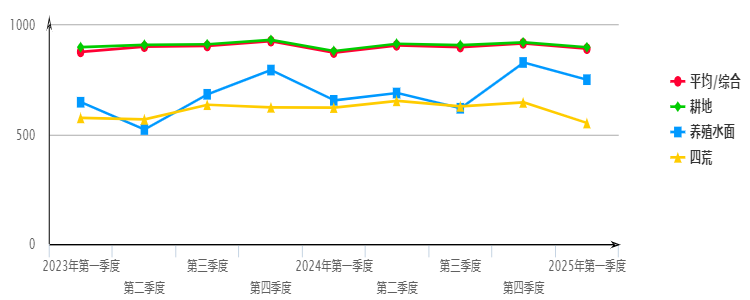 1000
500
0
2023年第一季度
第二季度
第三季度
第四季度
2024年第一季度
第二季度
第三季度
第四季度
2025年第一季度
平均/综合
耕地
养殖水面
四荒